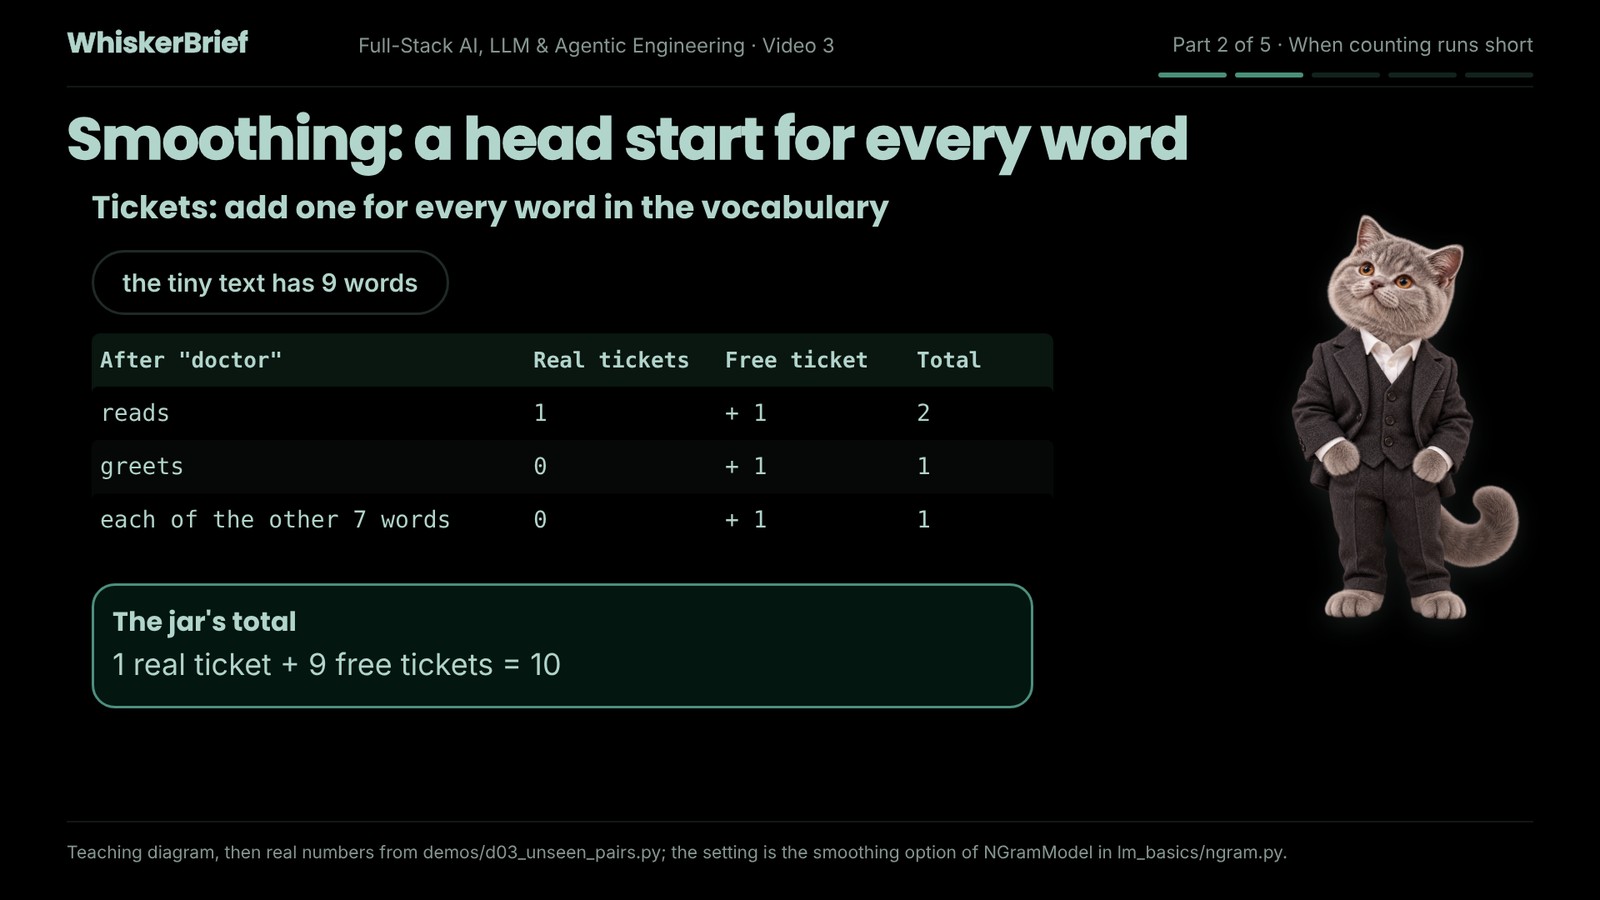 WhiskerBrief
Full-Stack AI, LLM & Agentic Engineering · Video 3
Part 2 of 5 · When counting runs short
Smoothing: a head start for every word
Tickets: add one for every word in the vocabulary
the tiny text has 9 words
After "doctor" Real tickets Free ticket Total
reads 1 + 1 2
greets 0 + 1 1
each of the other 7 words 0 + 1 1
The jar's total
1 real ticket + 9 free tickets = 10
Teaching diagram, then real numbers from demos/d03_unseen_pairs.py; the setting is the smoothing option of NGramModel in lm_basics/ngram.py.